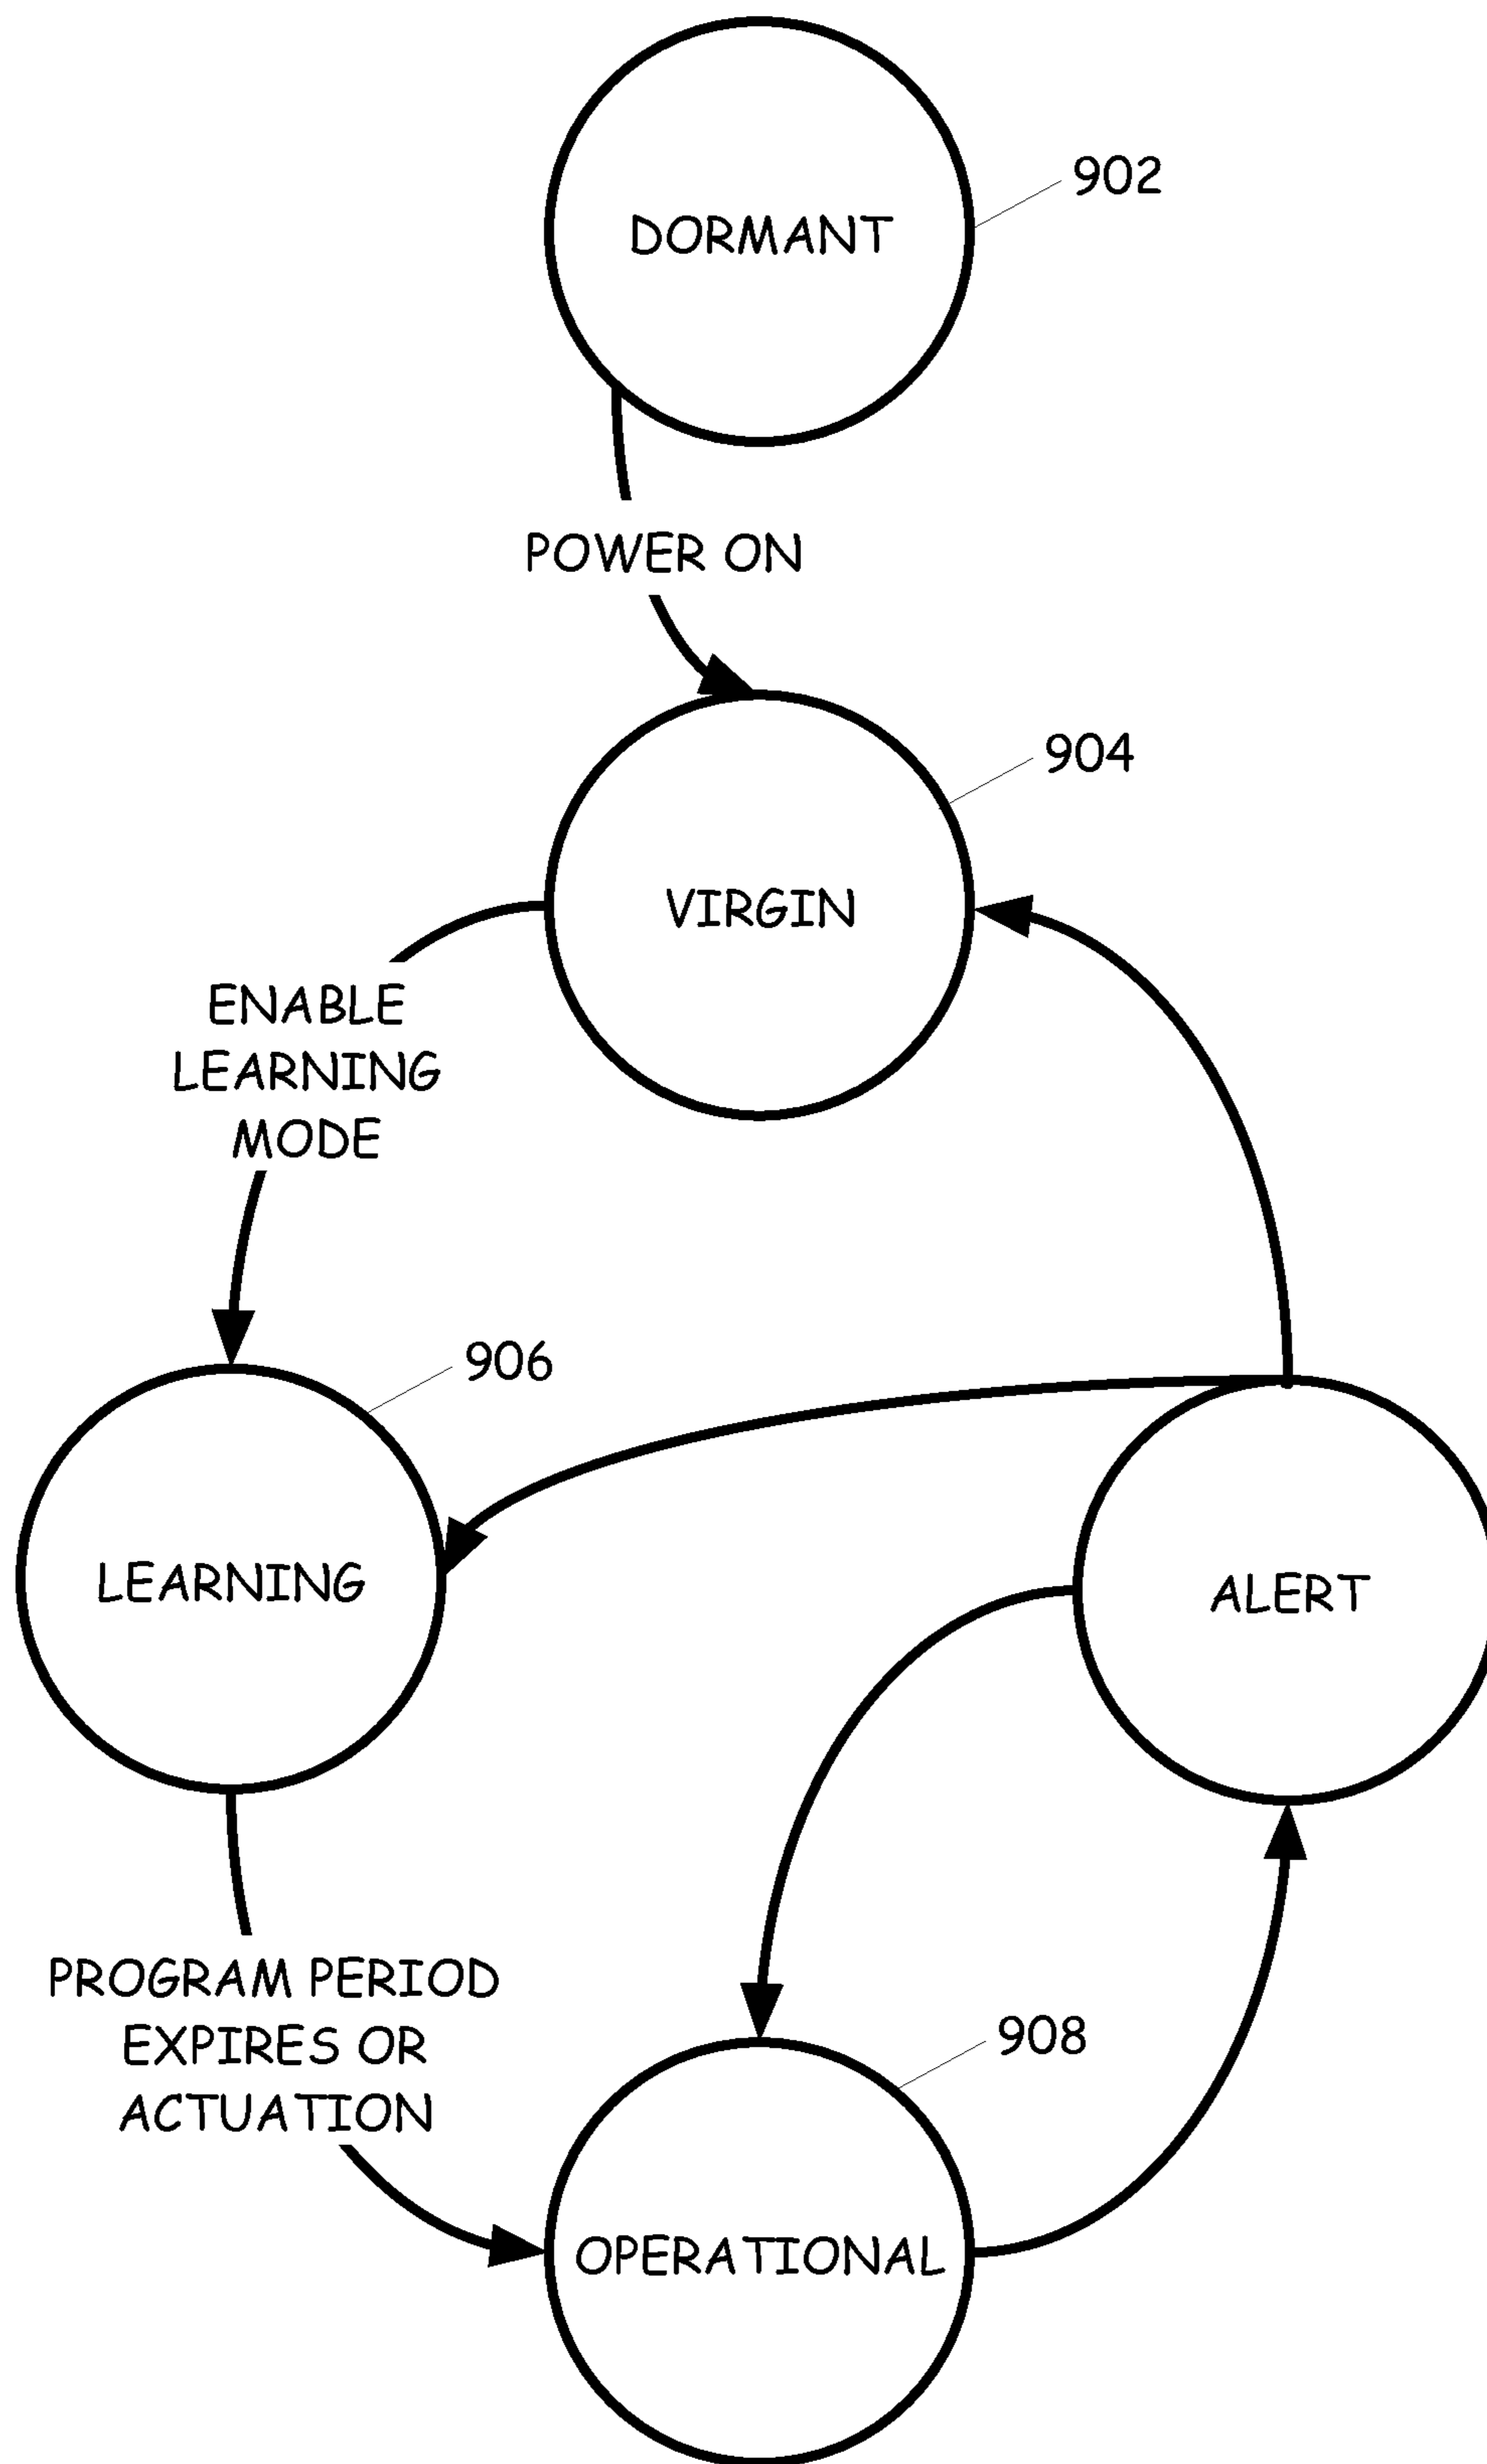 902
DORMANT
POWER ON
904
VIRGIN
ENABLE
LEARNING
MODE
906
LEARNING
ALERT
PROGRAM PERIOD
EXPIRES OR
ACTUATION
908
OPERATIONAL